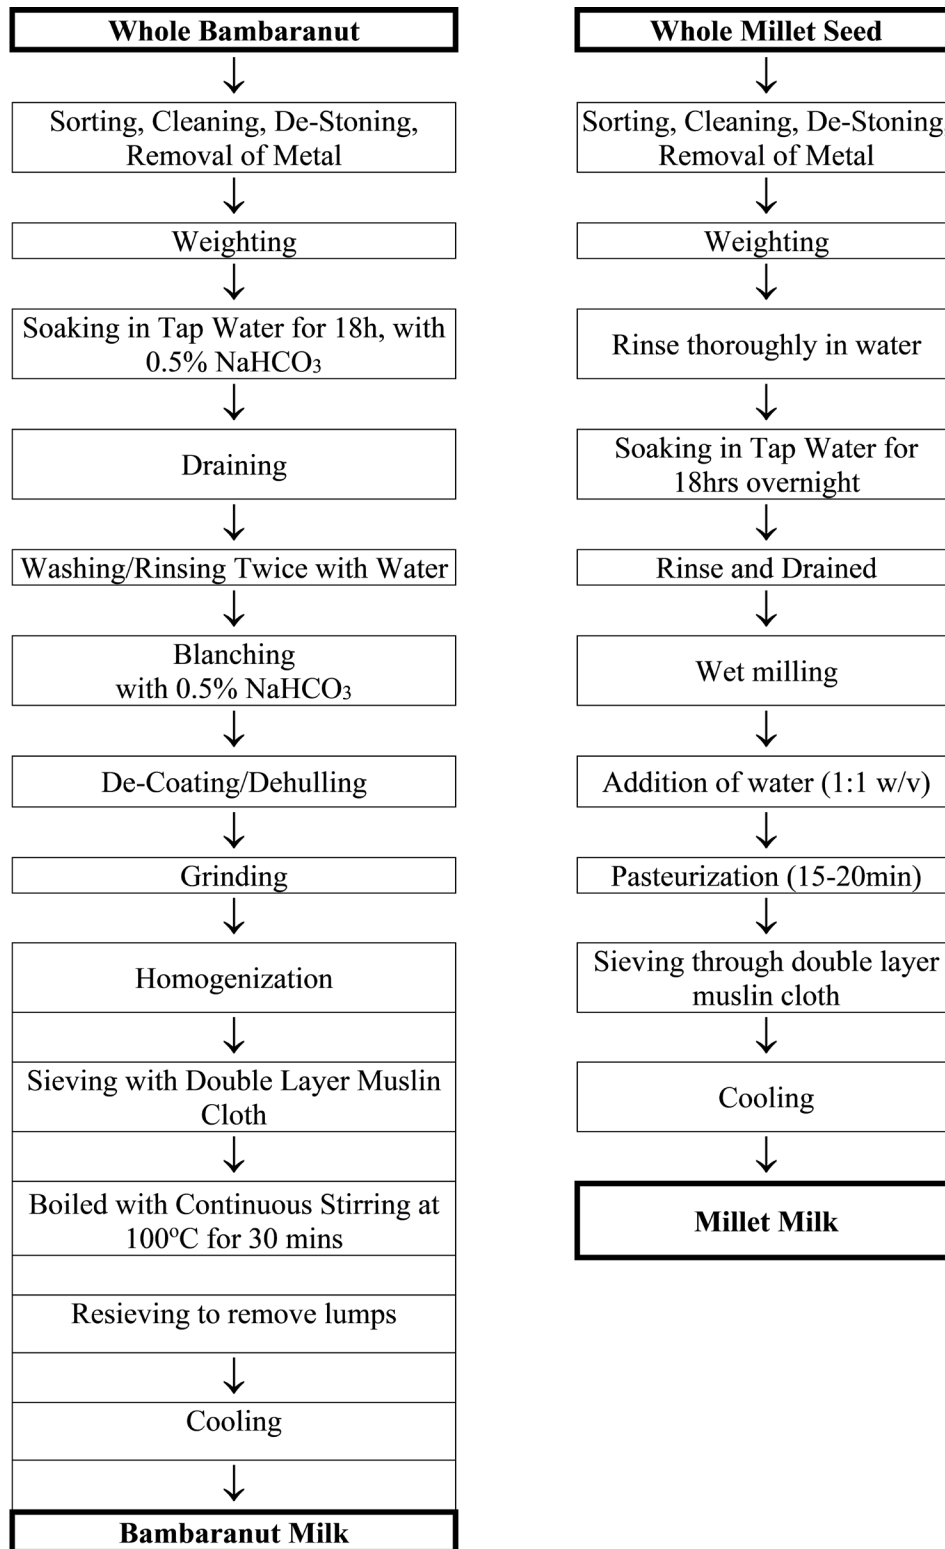 Whole Bambaranut
Sorting, Cleaning, De-Stoning,
Removal of Metal
Weighting
Soaking in Tap Water for 18h, with
0.5% NaHCO₃
Draining
Washing/Rinsing Twice with Water
Blanching
with 0.5% NaHCO₃
De-Coating/Dehulling
Grinding
Homogenization
Sieving with Double Layer Muslin
Cloth
Boiled with Continuous Stirring at
100ºC for 30 mins
Resieving to remove lumps
Cooling
Bambaranut Milk
Whole Millet Seed
Sorting, Cleaning, De-Stoning,
Removal of Metal
Weighting
Rinse thoroughly in water
Soaking in Tap Water for
18hrs overnight
Rinse and Drained
Wet milling
Addition of water (1:1 w/v)
Pasteurization (15-20min)
Sieving through double layer
muslin cloth
Cooling
Millet Milk